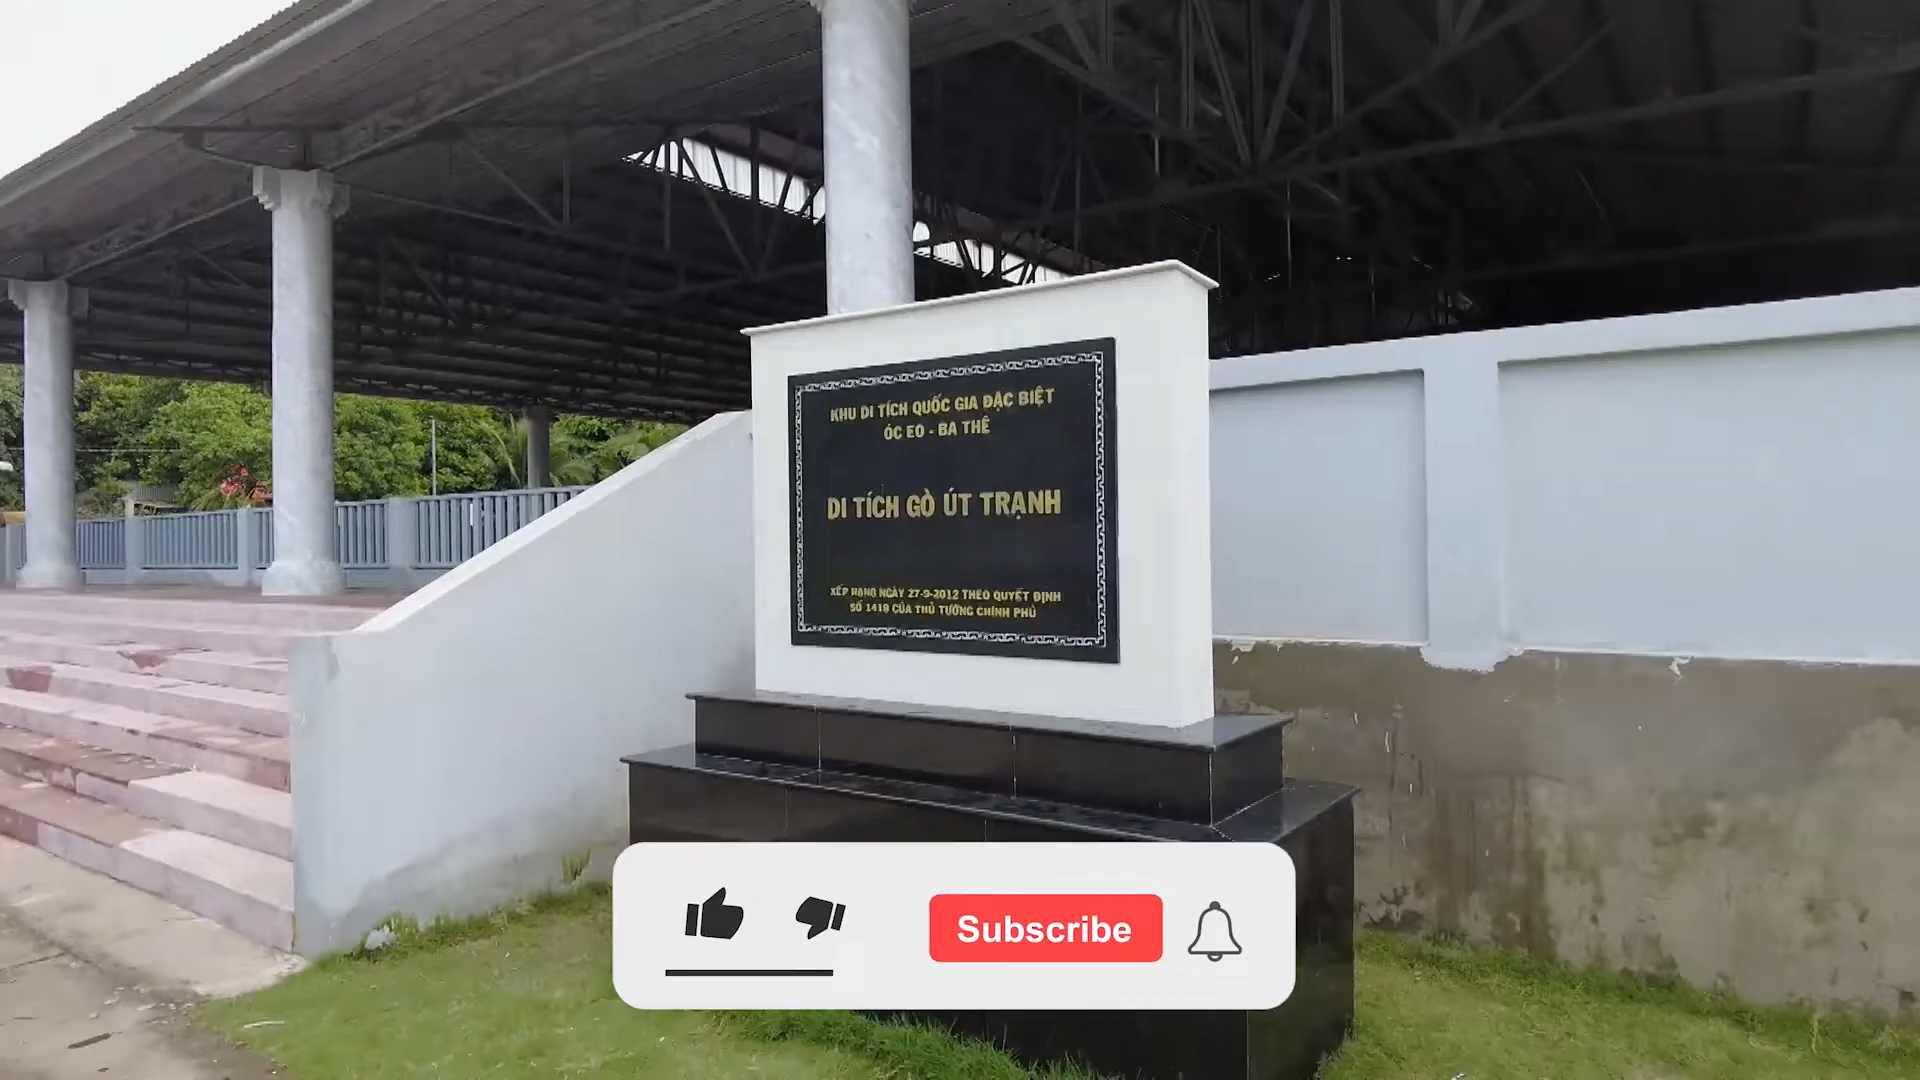 KHU DI TÍCH QUỐC GIA ĐẶC BIỆT
ÓC EO - BA THÊ
DI TÍCH GÒ ÚT TRẠNH
XẾP HẠNG NGÀY 27-9-2012 THEO QUYẾT ĐỊNH
SỐ 1419 CỦA THỦ TƯỚNG CHÍNH PHỦ
Subscribe